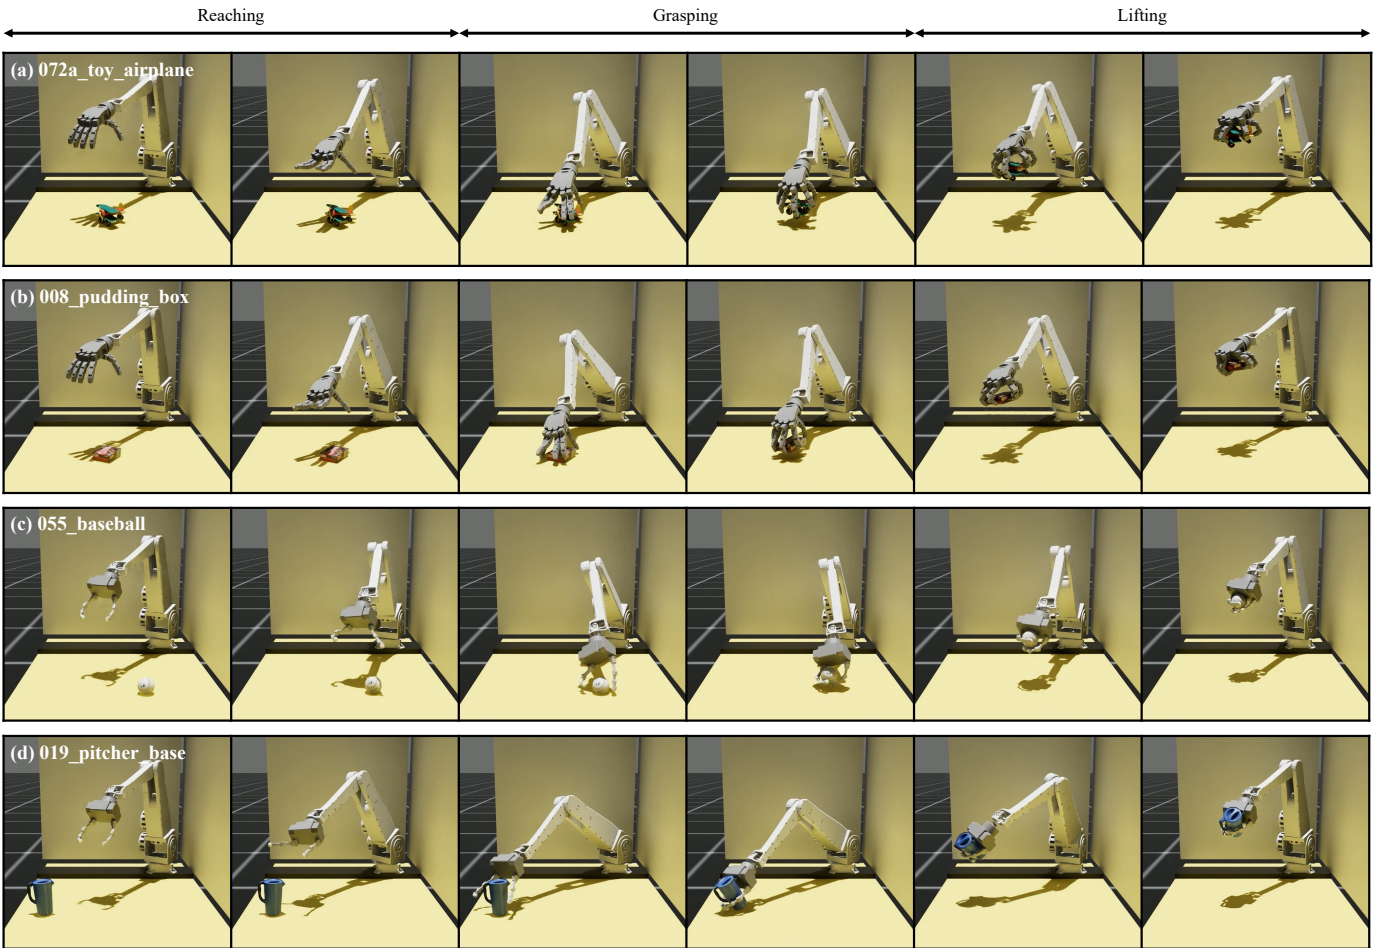 Reaching
Grasping
Lifting
(a) 072a_toy_airplane
(b) 008_pudding_box
(c) 055_baseball
(d) 019_pitcher_base